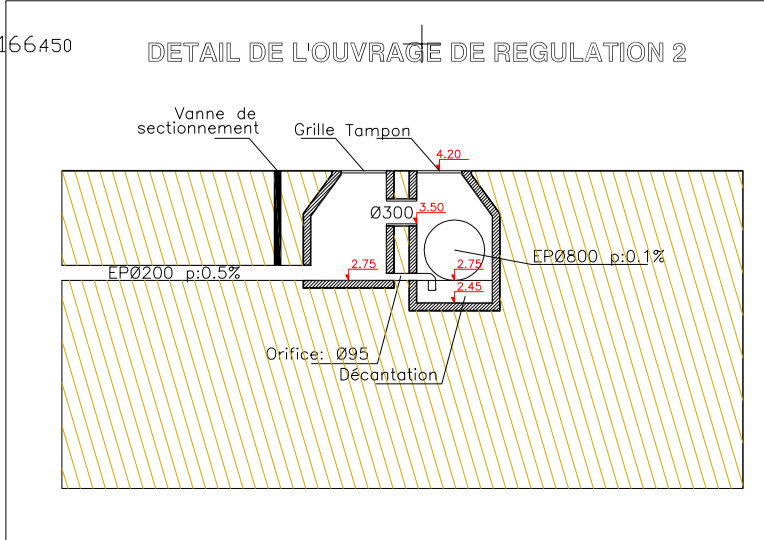 166450
DETAIL DE L'OUVRAGE DE REGULATION 2
Vanne de
sectionnement
Grille Tampon
4.20
Ø300
3.50
EPØ200 p:0.5%
2.75
2.75
EPØ800 p:0.1%
2.45
Orifice: Ø95
Décantation